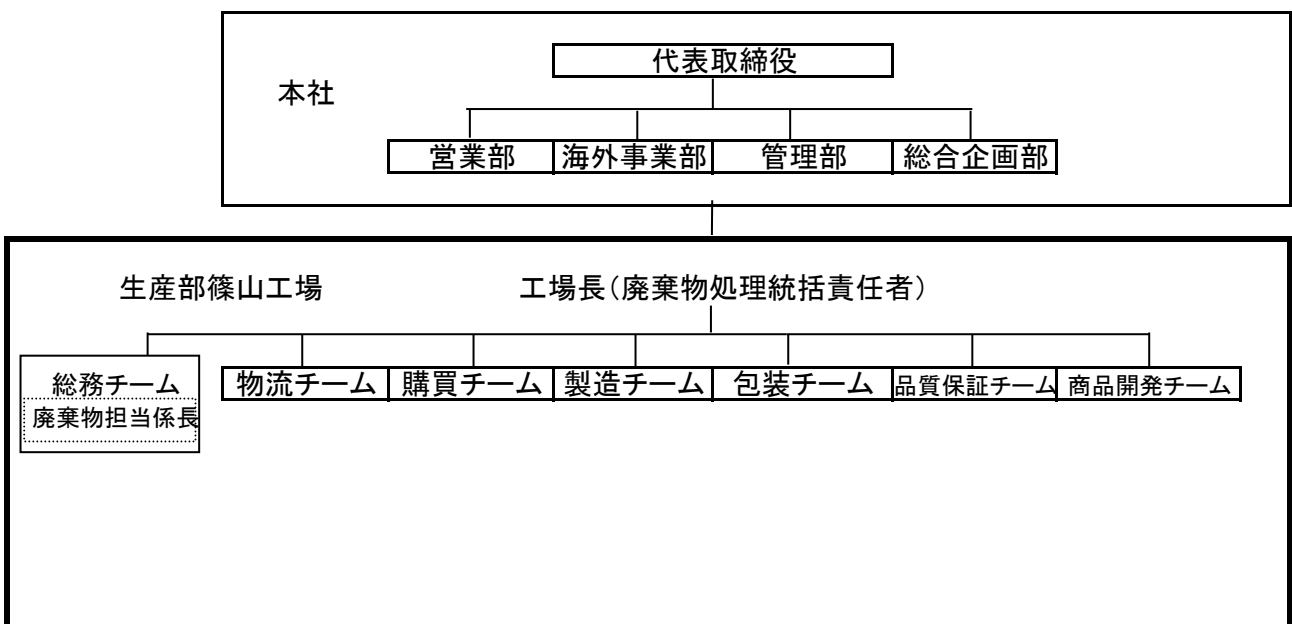 代表取締役
本社
営業部 海外事業部 管理部 総合企画部
生産部篠山工場 工場長(廃棄物処理統括責任者)
総務チーム 物流チーム 購買チーム 製造チーム 包装チーム 品質保証チーム 商品開発チーム
廃棄物担当係長